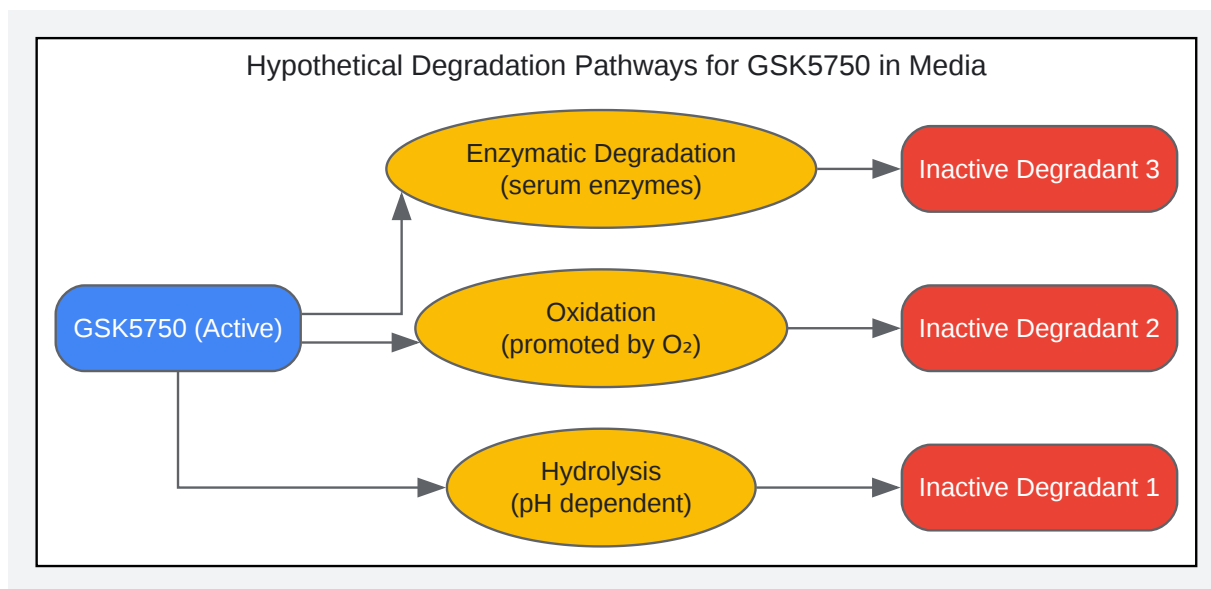 Hypothetical Degradation Pathways for GSK5750 in Media
Enzymatic Degradation
(serum enzymes)
Inactive Degradant 3
GSK5750 (Active)
Oxidation
(promoted by O₂)
Inactive Degradant 2
Hydrolysis
(pH dependent)
Inactive Degradant 1